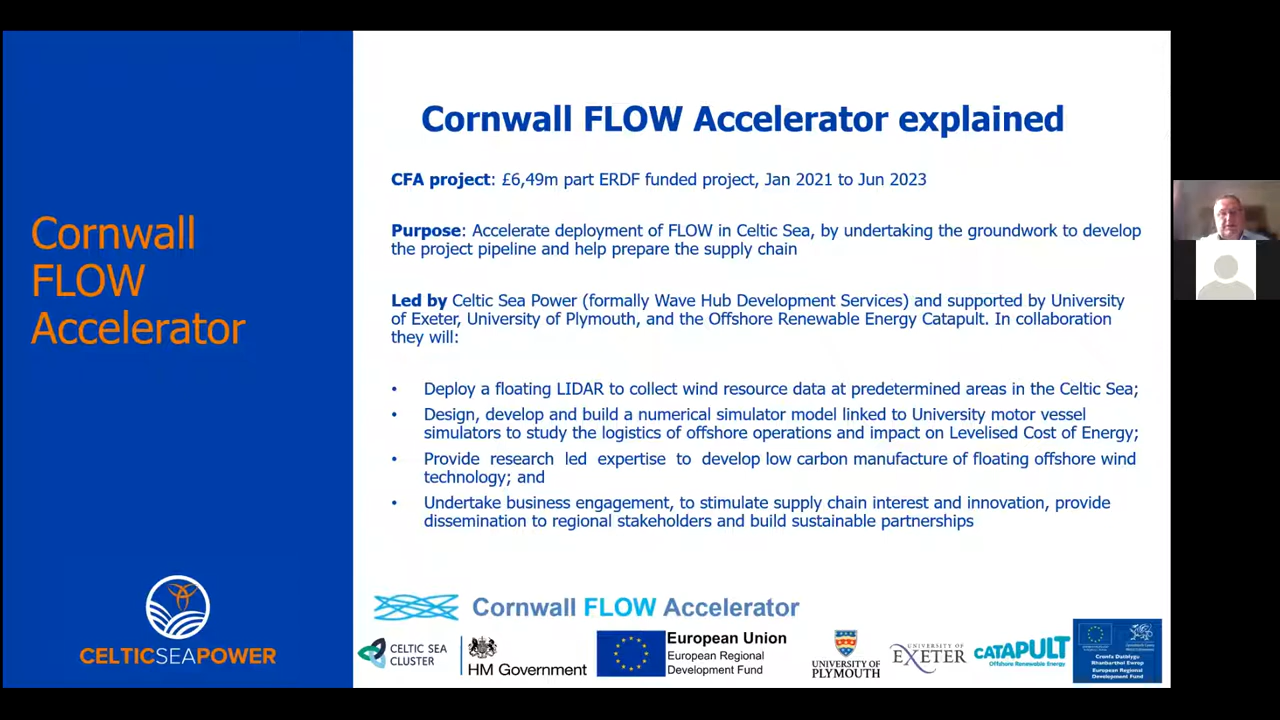 Cornwall FLOW Accelerator explained
Cornwall
FLOW
Accelerator
CFA project: £6,49m part ERDF funded project, Jan 2021 to Jun 2023
Purpose: Accelerate deployment of FLOW in Celtic Sea, by undertaking the groundwork to develop
the project pipeline and help prepare the supply chain
Led by Celtic Sea Power (formally Wave Hub Development Services) and supported by University
of Exeter, University of Plymouth, and the Offshore Renewable Energy Catapult. In collaboration
they will:
• Deploy a floating LIDAR to collect wind resource data at predetermined areas in the Celtic Sea;
• Design, develop and build a numerical simulator model linked to University motor vessel
simulators to study the logistics of offshore operations and impact on Levelised Cost of Energy;
• Provide research led expertise to develop low carbon manufacture of floating offshore wind
technology; and
• Undertake business engagement, to stimulate supply chain interest and innovation, provide
dissemination to regional stakeholders and build sustainable partnerships
CELTICSEAPOWER
Cornwall FLOW Accelerator
CELTIC SEA
CLUSTER
HM Government
European Union
European Regional
Development Fund
UNIVERSITY OF
PLYMOUTH
UNIVERSITY OF
EXETER
CATAPULT
Offshore Renewable Energy
Cronfa Datblygu
Rhanbarthol Ewrop
European Regional
Development Fund